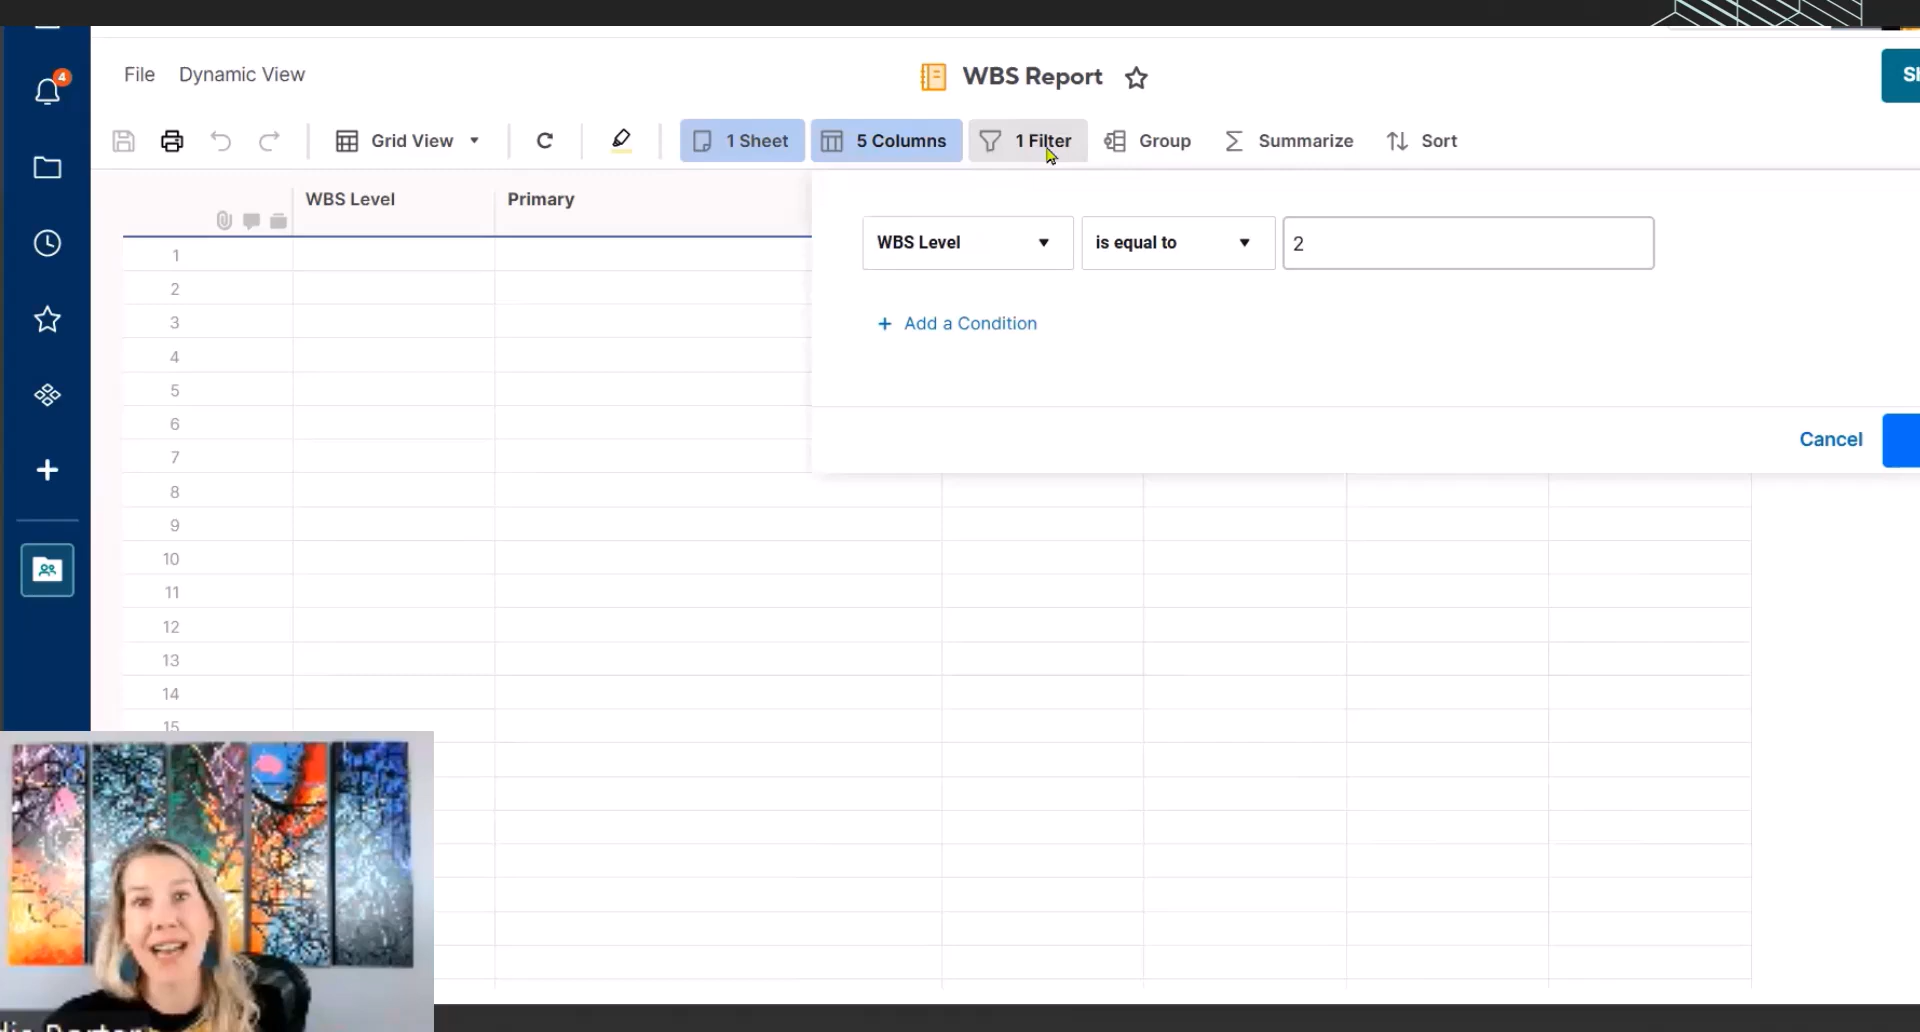 4
File Dynamic View
WBS Report
Grid View
1 Sheet
5 Columns
1 Filter
Group
Summarize
Sort
WBS Level
Primary
WBS Level
is equal to
2
+ Add a Condition
Cancel
1
2
3
4
5
6
7
8
9
10
11
12
13
14
15